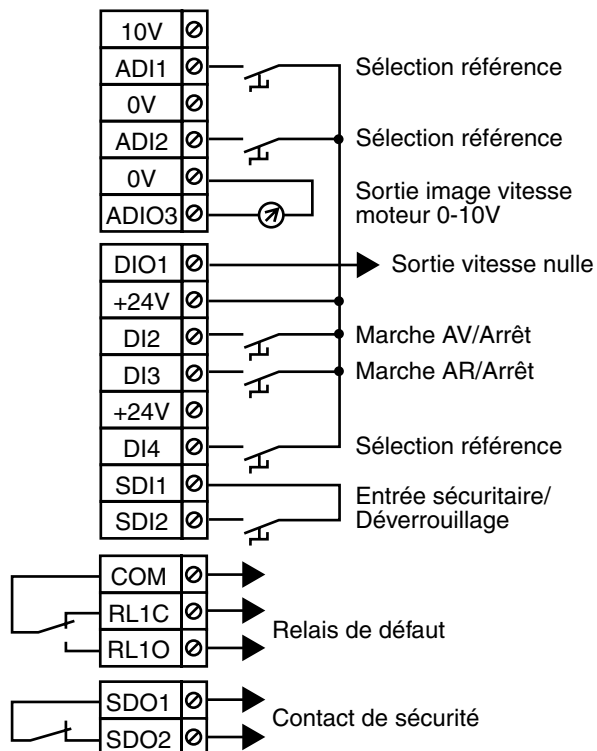 10V
ADI1 Sélection référence
0V
ADI2 Sélection référence
0V
Sortie image vitesse
moteur 0-10V
ADIO3
DIO1 Sortie vitesse nulle
+24V
DI2 Marche AV/Arrêt
DI3 Marche AR/Arrêt
+24V
DI4 Sélection référence
SDI1
Entrée sécuritaire/
Déverrouillage
SDI2
COM
RL1C
Relais de défaut
RL1O
SDO1
Contact de sécurité
SDO2